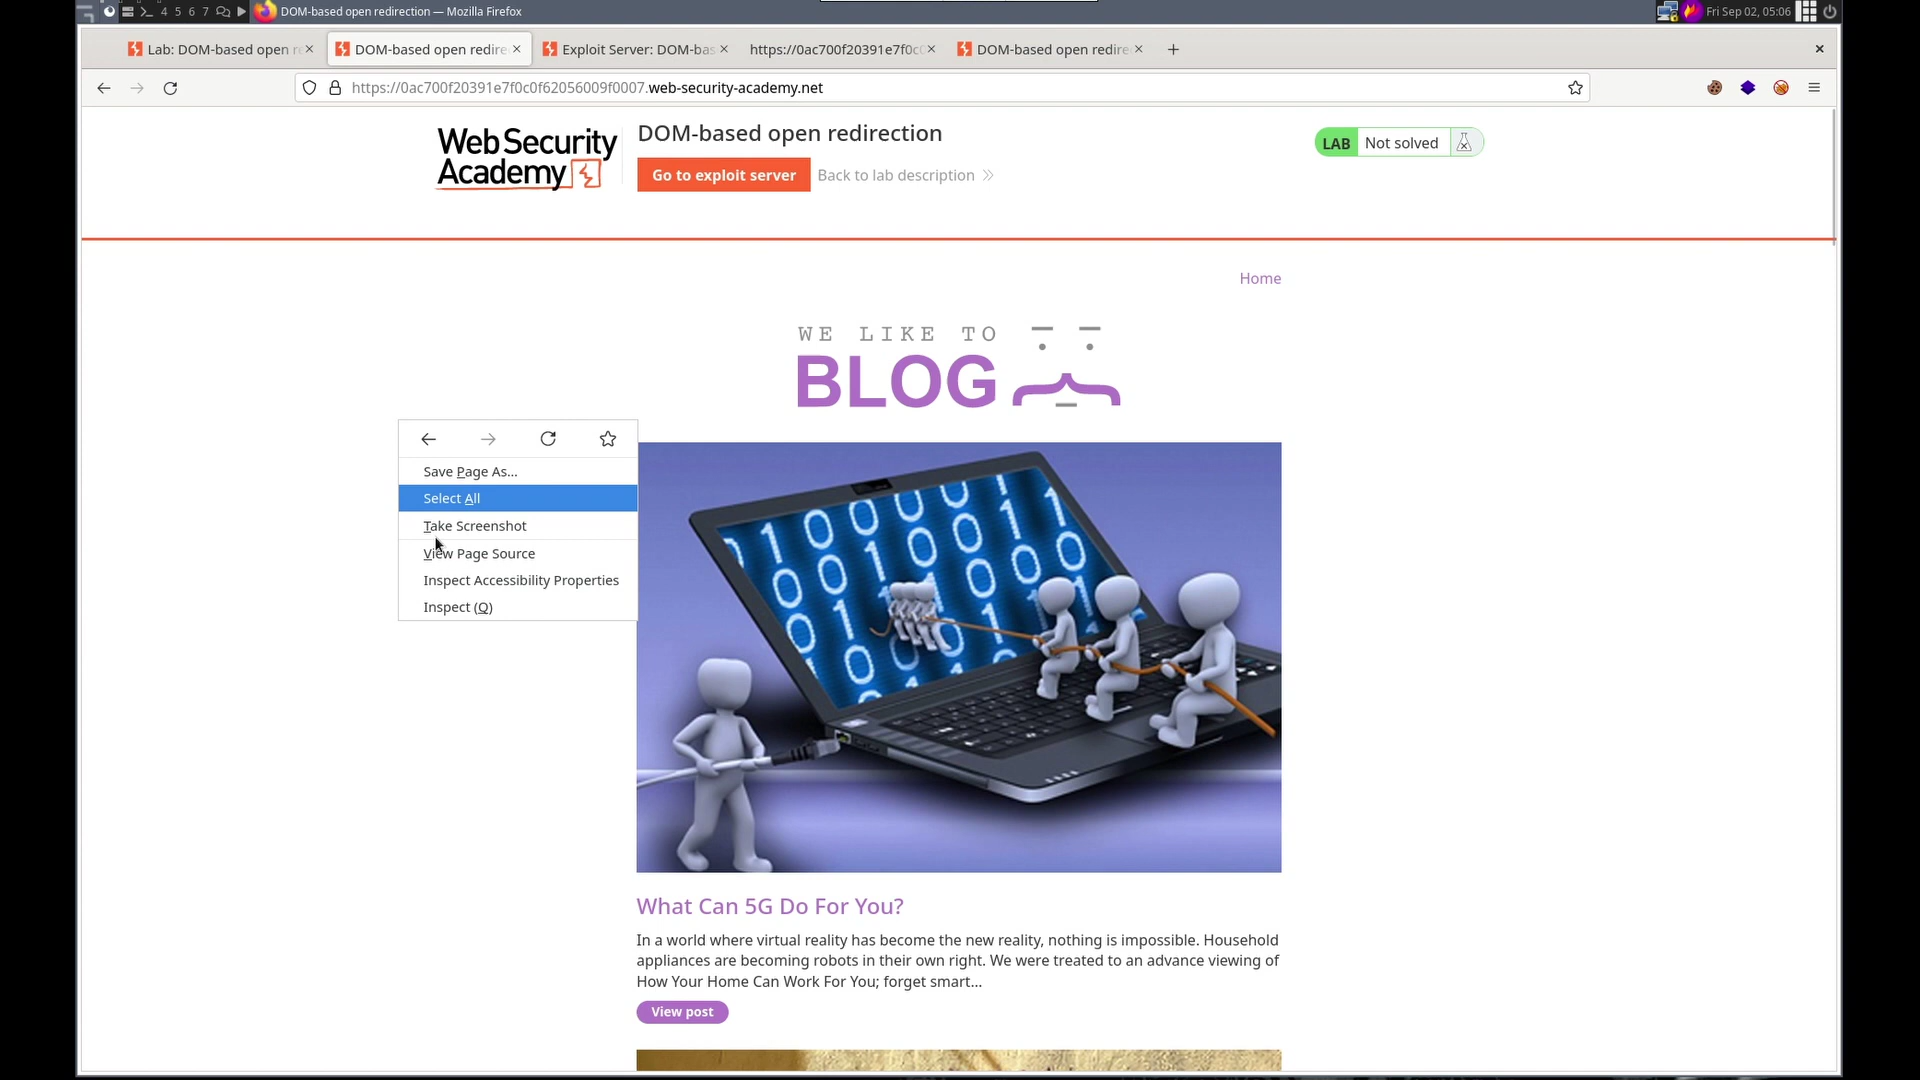 4 5 6 7 DOM-based open redirection — Mozilla Firefox Fri Sep 02, 05:06
Lab: DOM-based open re DOM-based open redire Exploit Server: DOM-bas https://0ac700f20391e7f0c0 DOM-based open redire
https://0ac700f20391e7f0c0f62056009f0007.web-security-academy.net
Web Security
Academy
DOM-based open redirection
LAB Not solved
Go to exploit server Back to lab description
Home
WE LIKE TO
BLOG
Save Page As...
Select All
Take Screenshot
View Page Source
Inspect Accessibility Properties
Inspect (Q)
What Can 5G Do For You?
In a world where virtual reality has become the new reality, nothing is impossible. Household
appliances are becoming robots in their own right. We were treated to an advance viewing of
How Your Home Can Work For You; forget smart...
View post